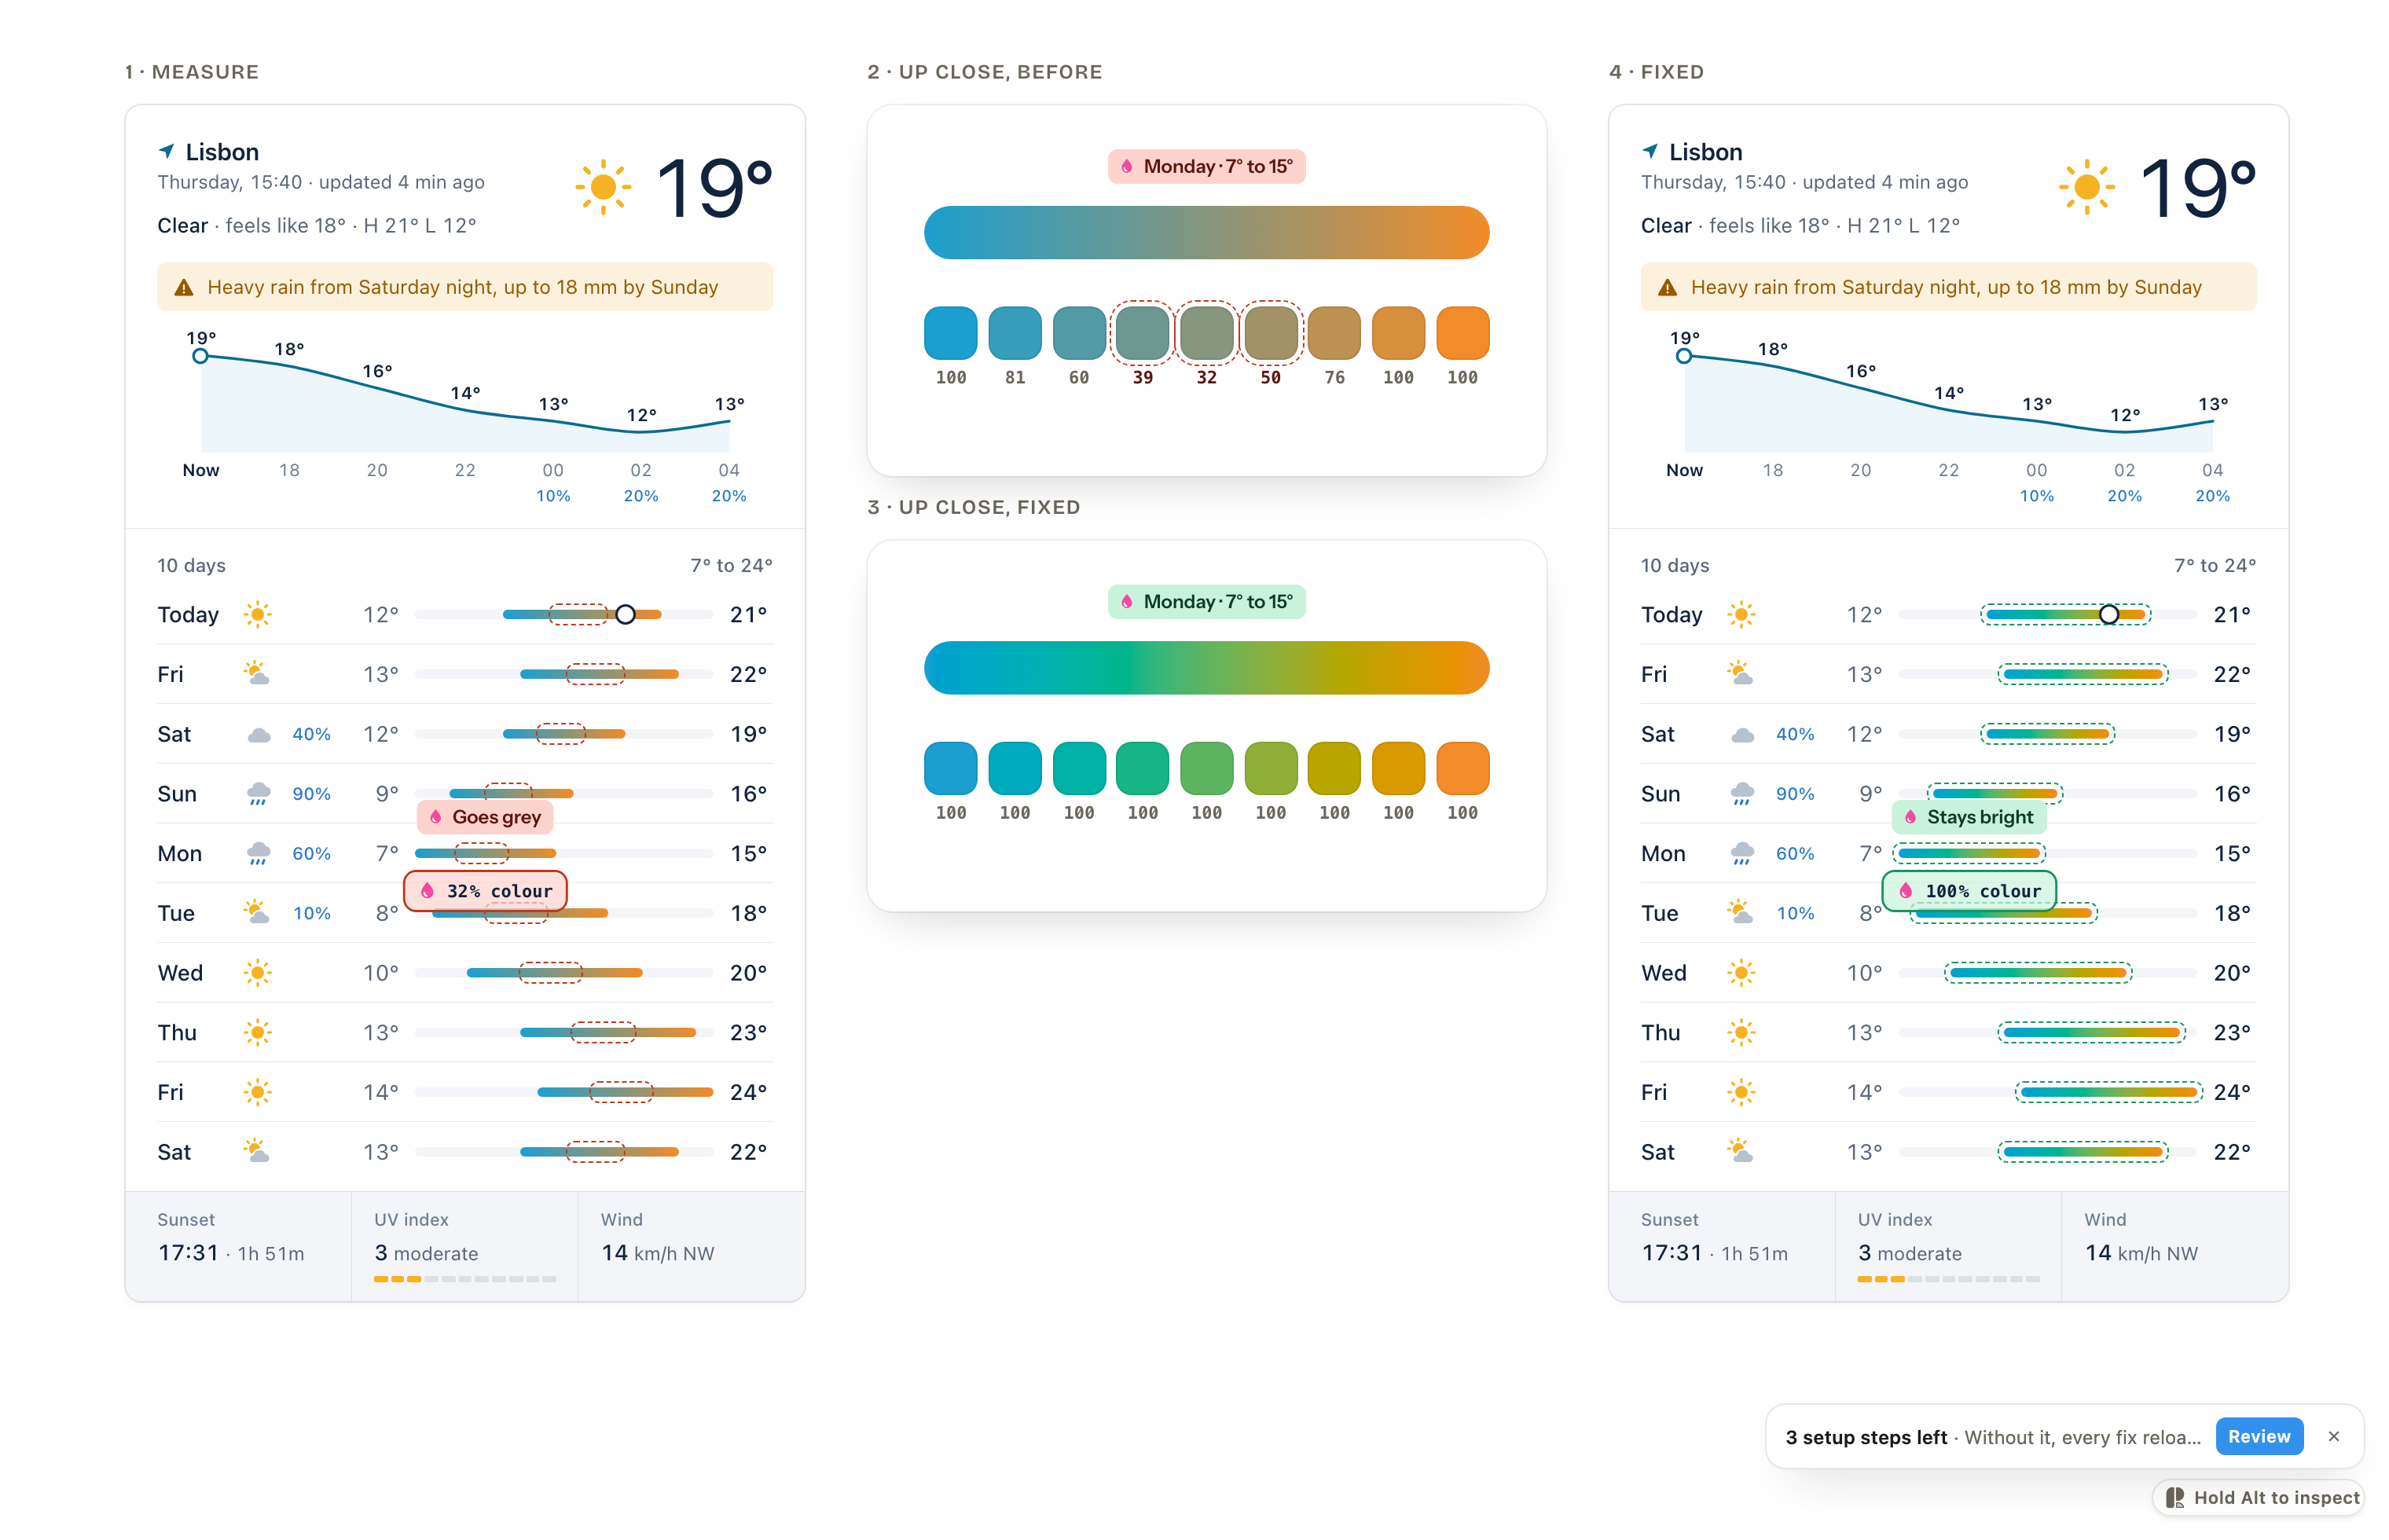 1 · MEASURE
Lisbon
Thursday, 15:40 · updated 4 min ago
Clear · feels like 18° · H 21° L 12°
19°
Heavy rain from Saturday night, up to 18 mm by Sunday
19° 18° 16° 14° 13° 12° 13°
Now 18 20 22 00 02 04
10% 20% 20%
10 days 7° to 24°
Today 12° 21°
Fri 13° 22°
Sat 40% 12° 19°
Sun 90% 9° 16°
Goes grey
Mon 60% 7° 15°
32% colour
Tue 10% 8° 18°
Wed 10° 20°
Thu 13° 23°
Fri 14° 24°
Sat 13° 22°
Sunset UV index Wind
17:31 · 1h 51m 3 moderate 14 km/h NW
2 · UP CLOSE, BEFORE
Monday · 7° to 15°
100 81 60 39 32 50 76 100 100
3 · UP CLOSE, FIXED
Monday · 7° to 15°
100 100 100 100 100 100 100 100 100
4 · FIXED
Lisbon
Thursday, 15:40 · updated 4 min ago
Clear · feels like 18° · H 21° L 12°
19°
Heavy rain from Saturday night, up to 18 mm by Sunday
19° 18° 16° 14° 13° 12° 13°
Now 18 20 22 00 02 04
10% 20% 20%
10 days 7° to 24°
Today 12° 21°
Fri 13° 22°
Sat 40% 12° 19°
Sun 90% 9° 16°
Stays bright
Mon 60% 7° 15°
100% colour
Tue 10% 8° 18°
Wed 10° 20°
Thu 13° 23°
Fri 14° 24°
Sat 13° 22°
Sunset UV index Wind
17:31 · 1h 51m 3 moderate 14 km/h NW
3 setup steps left · Without it, every fix reloa... Review ×
Hold Alt to inspect